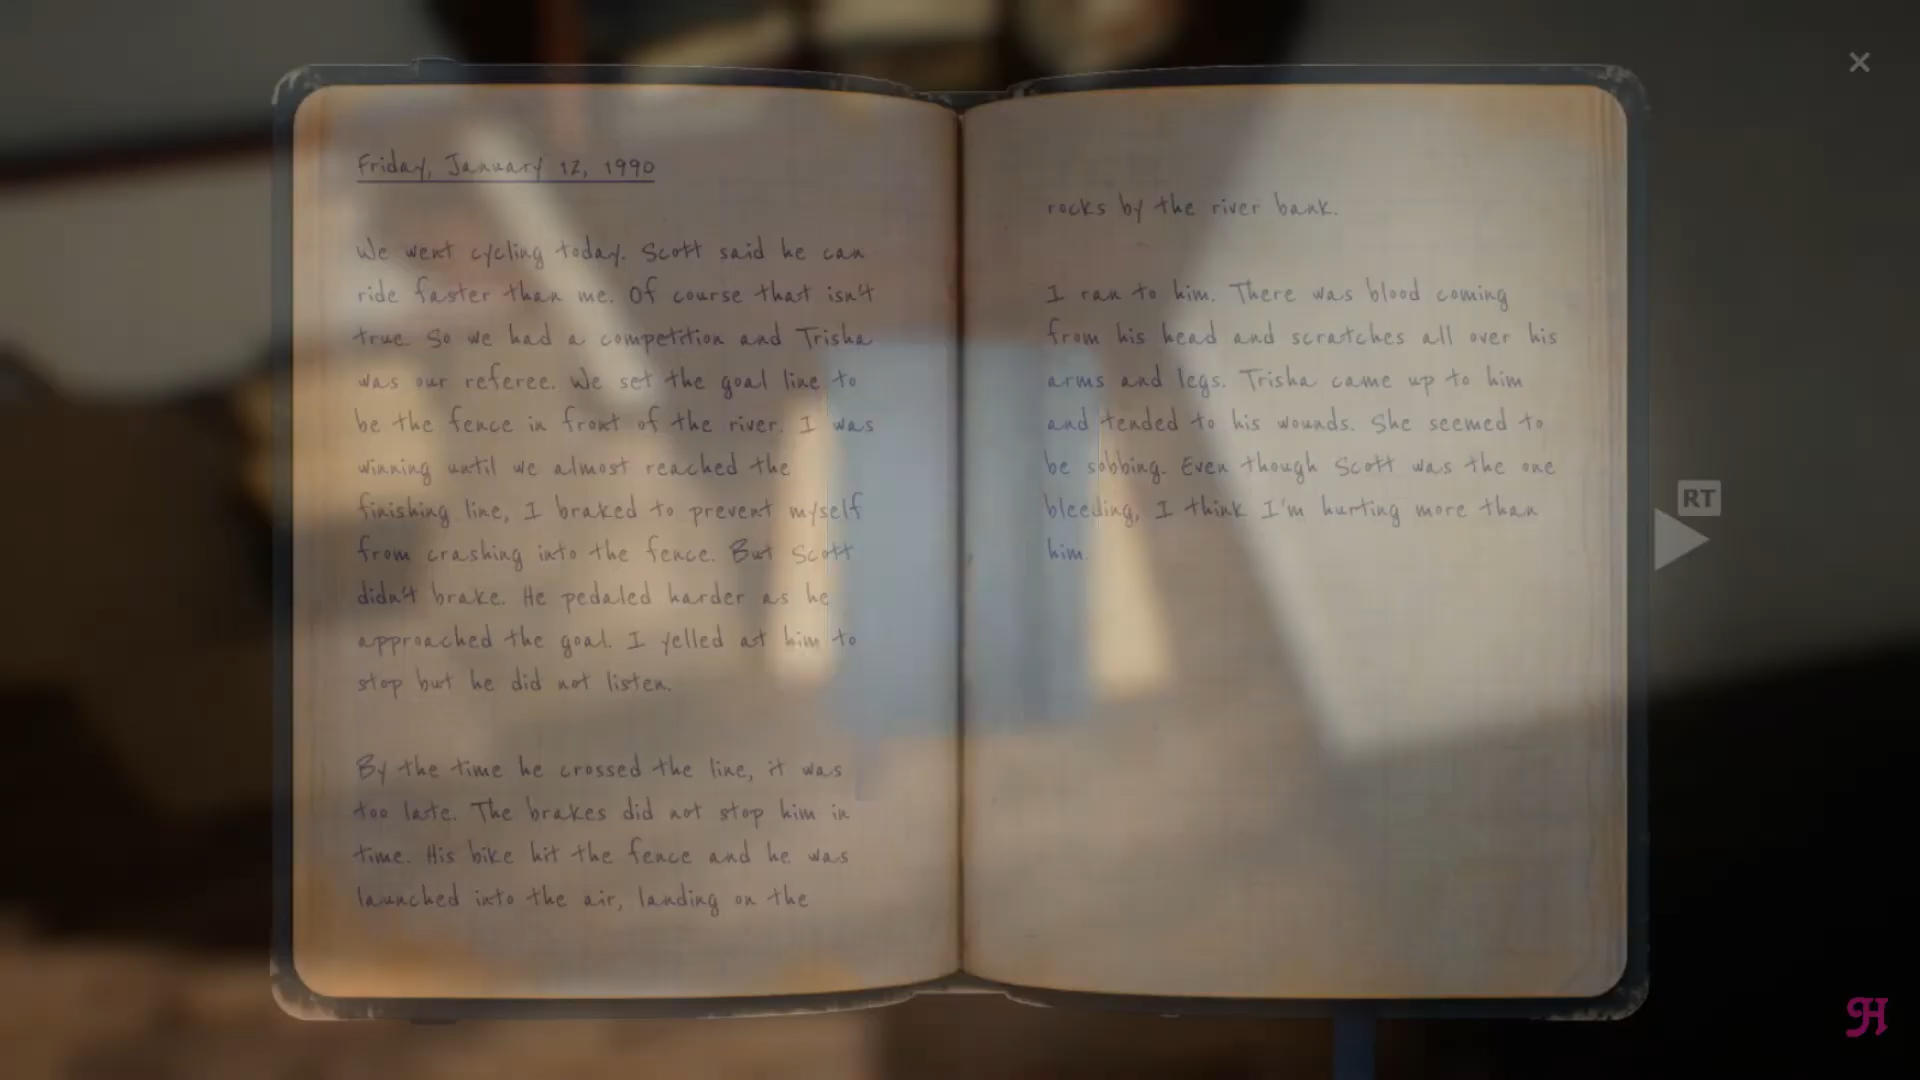 Friday, January 12, 1990
We went cycling today. Scott said he can
ride faster than me. Of course that isn't
true. So we had a competition and Trisha
was our referee. We set the goal line to
be the fence in front of the river. I was
winning until we almost reached the
finishing line, I braked to prevent myself
from crashing into the fence. But Scott
didn't brake. He pedaled harder as he
approached the goal. I yelled at him to
stop but he did not listen.
By the time he crossed the line, it was
too late. The brakes did not stop him in
time. His bike hit the fence and he was
launched into the air, landing on the
rocks by the river bank.
I ran to him. There was blood coming
from his head and scratches all over his
arms and legs. Trisha came up to him
and tended to his wounds. She seemed to
be sobbing. Even though Scott was the one
bleeding, I think I'm hurting more than
him.
RT